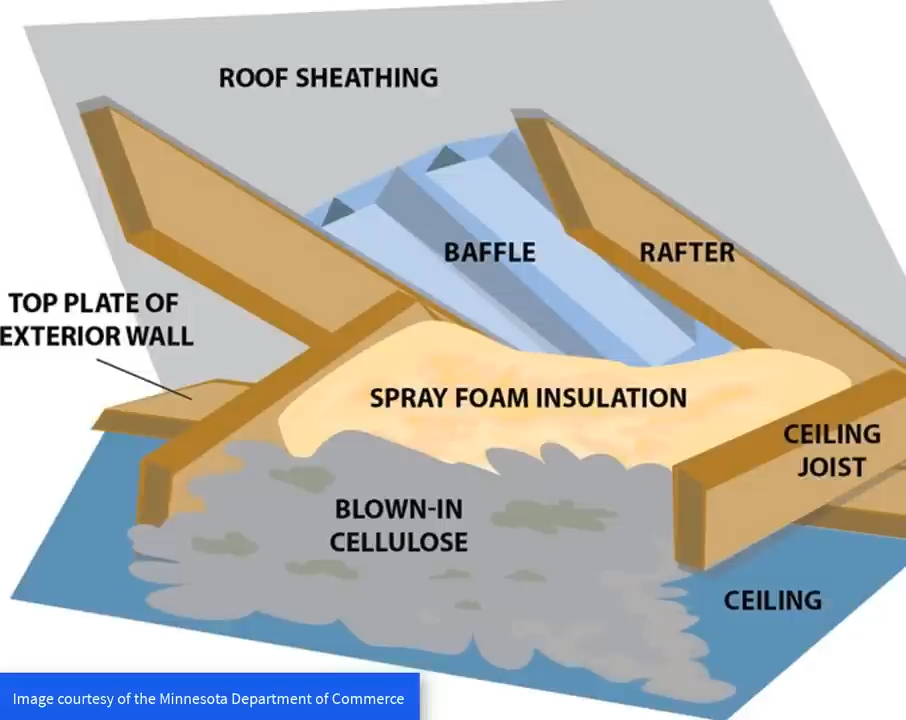 ROOF SHEATHING
BAFFLE
RAFTER
TOP PLATE OF
EXTERIOR WALL
SPRAY FOAM INSULATION
CEILING
JOIST
BLOWN-IN
CELLULOSE
CEILING
Image courtesy of the Minnesota Department of Commerce